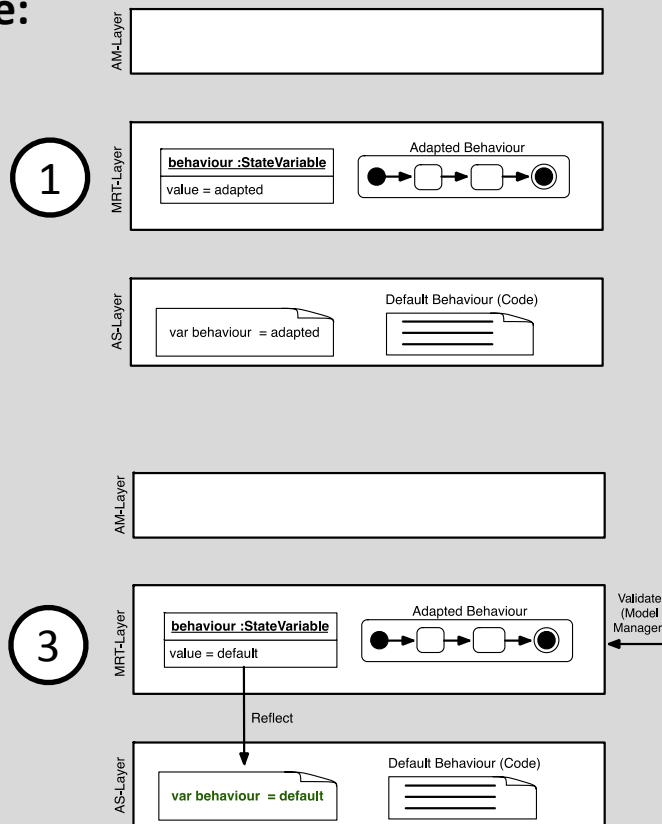 e:
AM-Layer
1
MRT-Layer
behaviour :StateVariable
value = adapted
Adapted Behaviour
AS-Layer
var behaviour = adapted
Default Behaviour (Code)
AM-Layer
3
MRT-Layer
behaviour :StateVariable
value = default
Adapted Behaviour
Validate
(Model
Manager
Reflect
AS-Layer
var behaviour = default
Default Behaviour (Code)